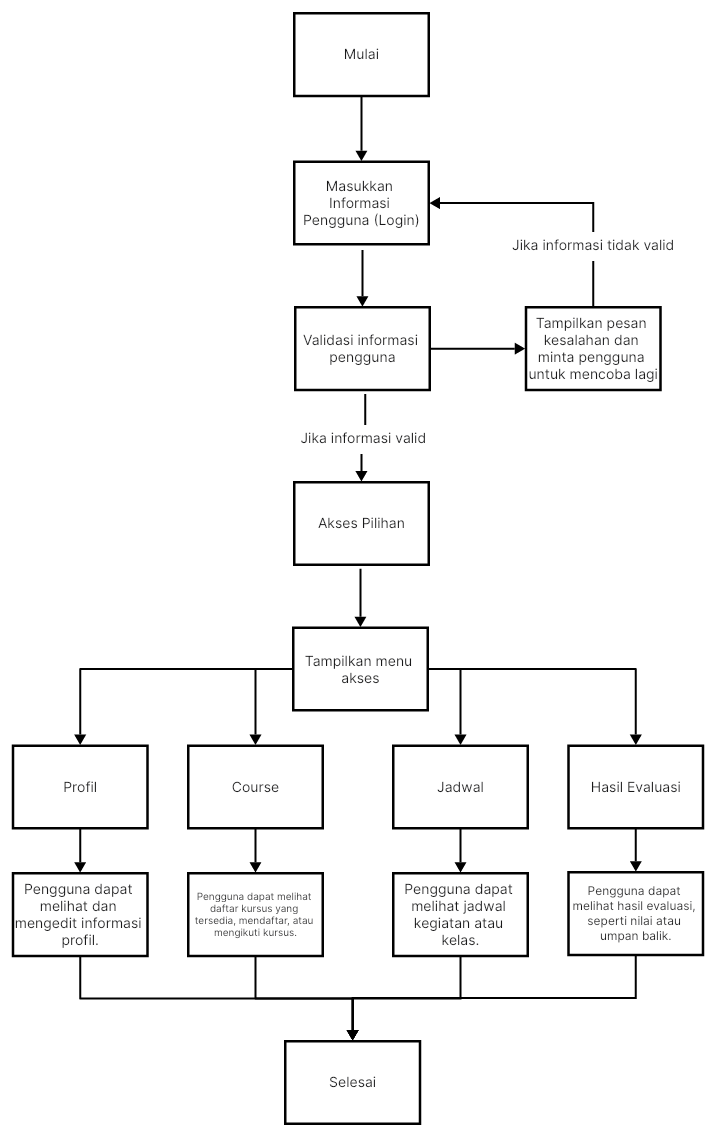 Mulai
Masukkan
Informasi
Pengguna (Login)
Jika informasi tidak valid
Validasi informasi
pengguna
Tampilkan pesan
kesalahan dan
minta pengguna
untuk mencoba lagi
Jika informasi valid
Akses Pilihan
Tampilkan menu
akses
Profil
Course
Jadwal
Hasil Evaluasi
Pengguna dapat
melihat dan
mengedit informasi
profil.
Pengguna dapat melihat
daftar kursus yang
tersedia, mendaftar, atau
mengikuti kursus.
Pengguna dapat
melihat jadwal
kegiatan atau
kelas.
Pengguna dapat
melihat hasil evaluasi,
seperti nilai atau
umpan balik.
Selesai